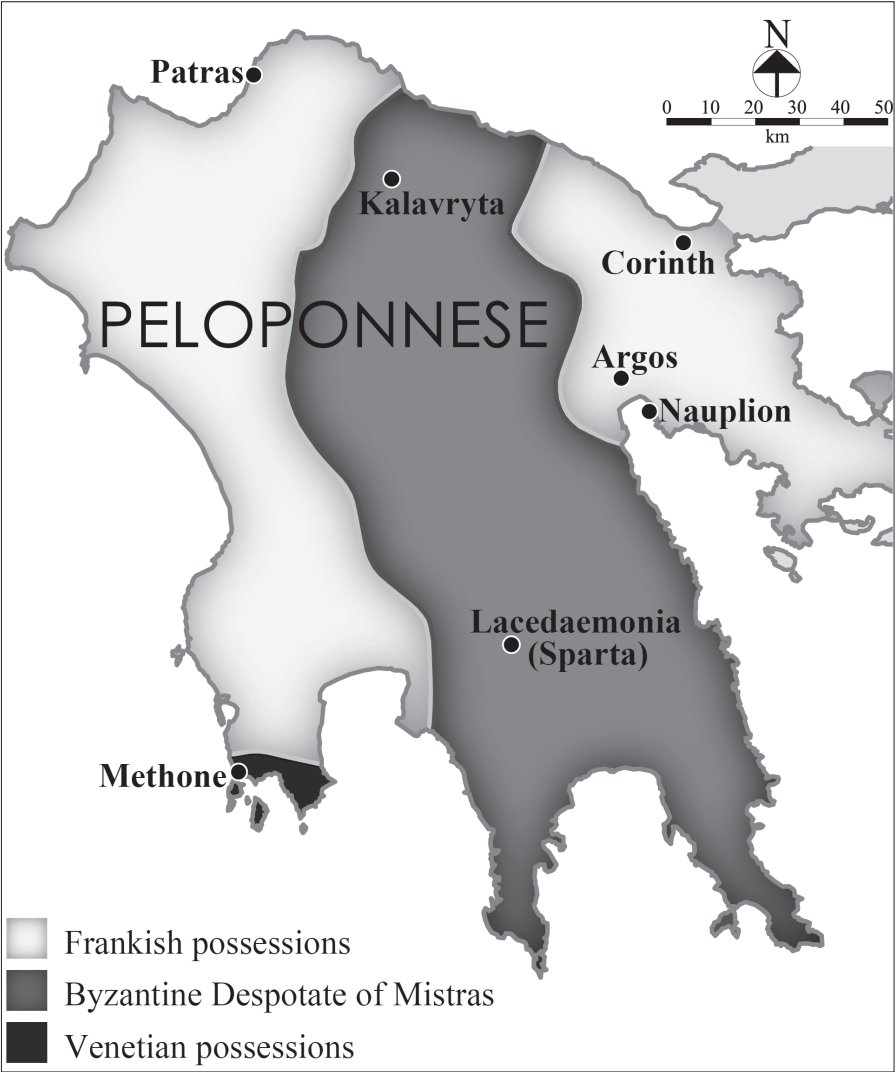 N
Patras
0 10 20 30 40 50
km
Kalavryta
Corinth
PELOPONNESE
Argos
Nauplion
Lacedaemonia
(Sparta)
Methone
Frankish possessions
Byzantine Despotate of Mistras
Venetian possessions